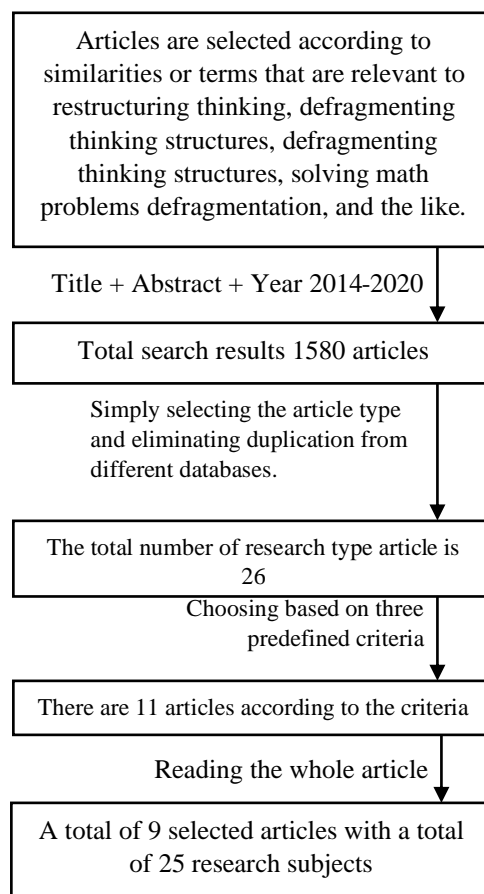 Articles are selected according to
similarities or terms that are relevant to
restructuring thinking, defragmenting
thinking structures, defragmenting
thinking structures, solving math
problems defragmentation, and the like.
Title + Abstract + Year 2014-2020
Total search results 1580 articles
Simply selecting the article type
and eliminating duplication from
different databases.
The total number of research type article is
26
Choosing based on three
predefined criteria
There are 11 articles according to the criteria
Reading the whole article
A total of 9 selected articles with a total
of 25 research subjects